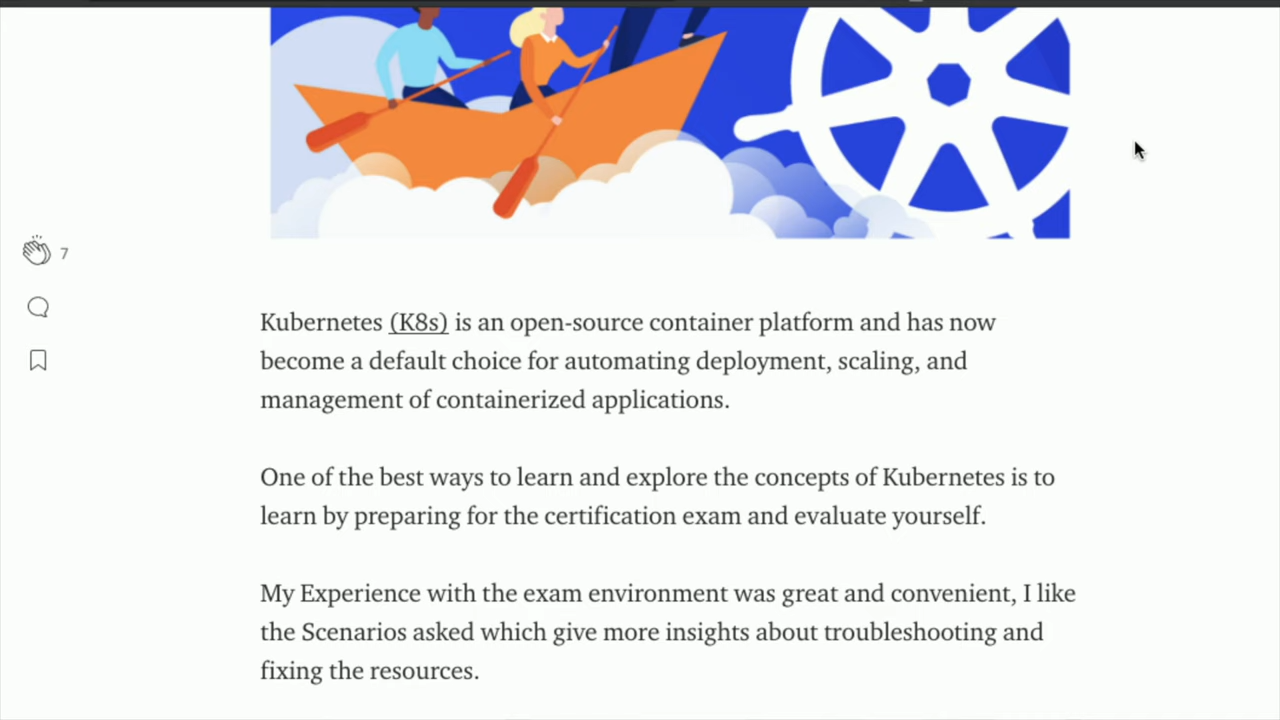 7
Kubernetes (K8s) is an open-source container platform and has now
become a default choice for automating deployment, scaling, and
management of containerized applications.
One of the best ways to learn and explore the concepts of Kubernetes is to
learn by preparing for the certification exam and evaluate yourself.
My Experience with the exam environment was great and convenient, I like
the Scenarios asked which give more insights about troubleshooting and
fixing the resources.